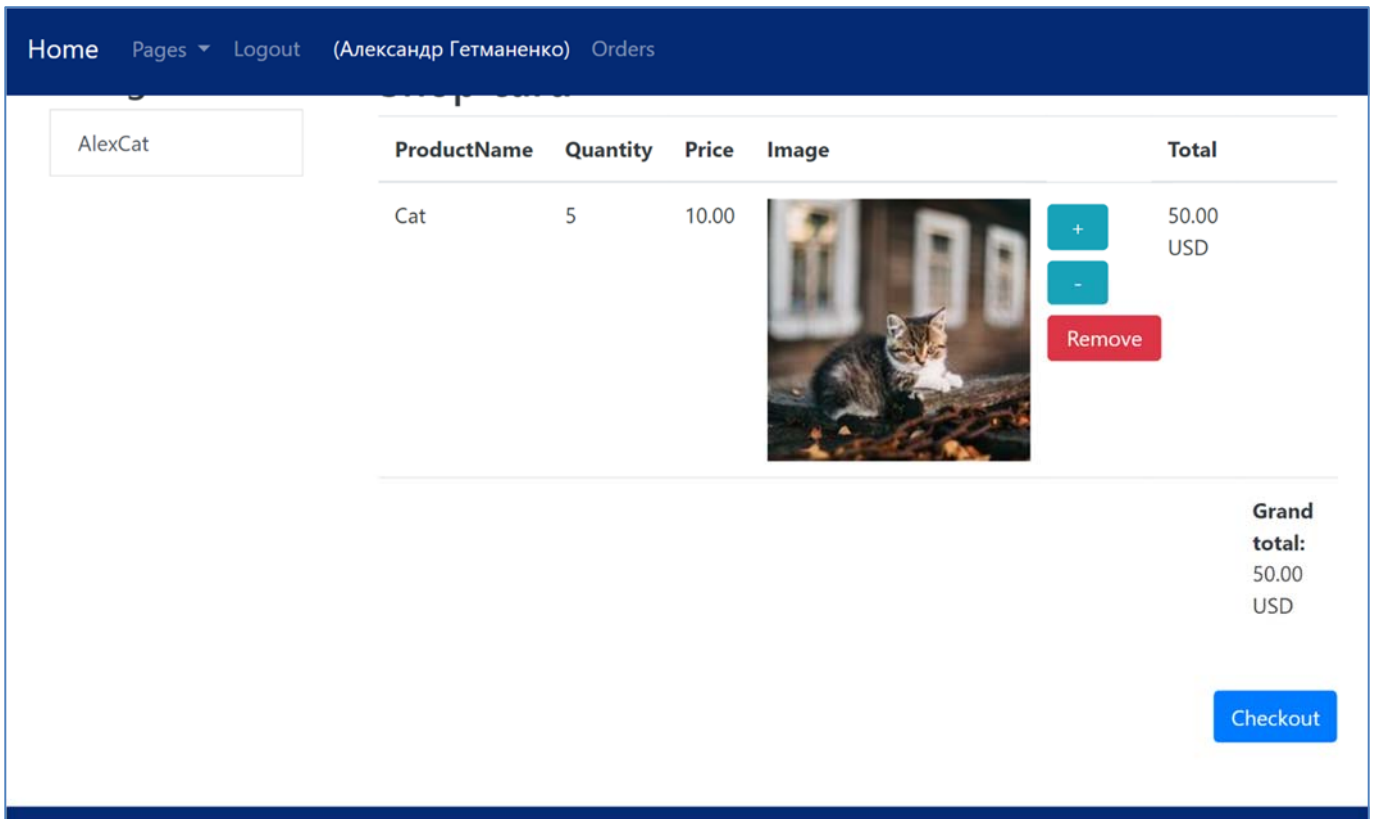 Home Pages Logout (Александр Гетманенко) Orders
AlexCat
ProductName Quantity Price Image Total
Cat 5 10.00 + 50.00
USD
-
Remove
Grand
total:
50.00
USD
Checkout